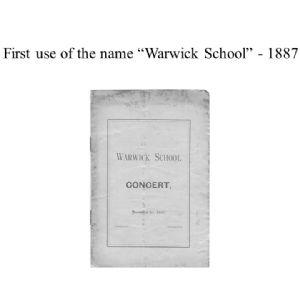 First use of the name “Warwick School” - 1887
WARWICK SCHOOL
CONCERT,